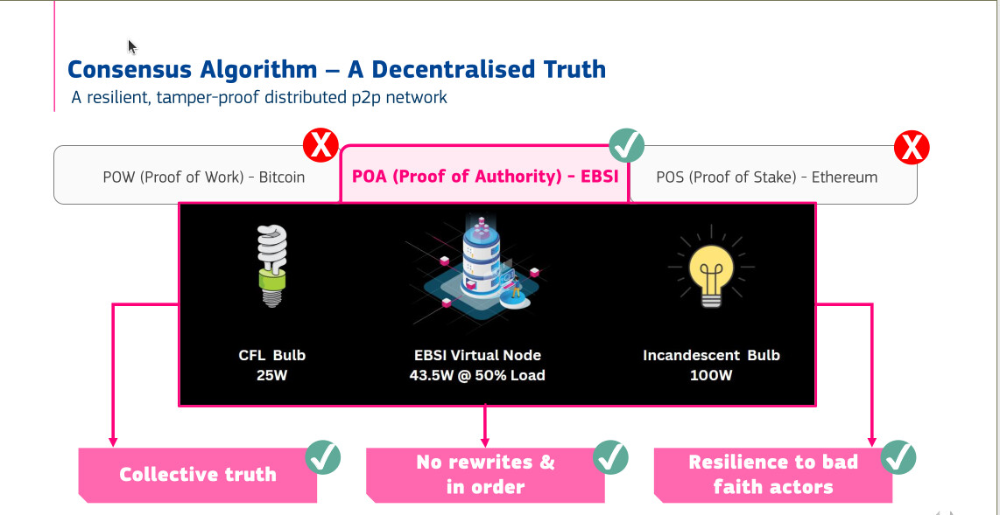 Consensus Algorithm – A Decentralised Truth
A resilient, tamper-proof distributed p2p network
POW (Proof of Work) - Bitcoin
X
POA (Proof of Authority) - EBSI
POS (Proof of Stake) - Ethereum
X
CFL Bulb
25W
EBSI Virtual Node
43.5W @ 50% Load
Incandescent Bulb
100W
Collective truth
No rewrites &
in order
Resilience to bad
faith actors